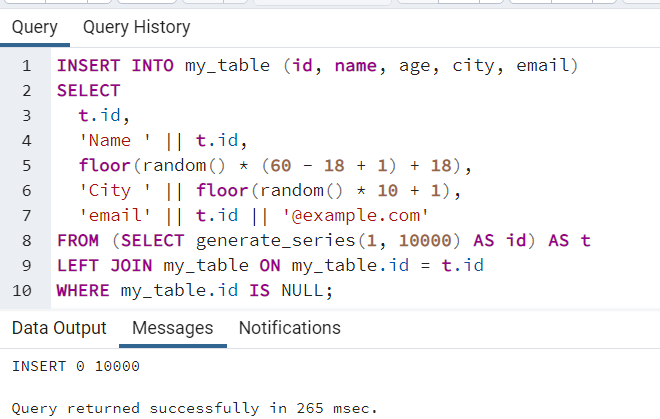 Query Query History
1 INSERT INTO my_table (id, name, age, city, email)
2 SELECT
3 t.id,
4 'Name ' || t.id,
5 floor(random() * (60 - 18 + 1) + 18),
6 'City ' || floor(random() * 10 + 1),
7 'email' || t.id || '@example.com'
8 FROM (SELECT generate_series(1, 10000) AS id) AS t
9 LEFT JOIN my_table ON my_table.id = t.id
10 WHERE my_table.id IS NULL;
Data Output Messages Notifications
INSERT 0 10000
Query returned successfully in 265 msec.